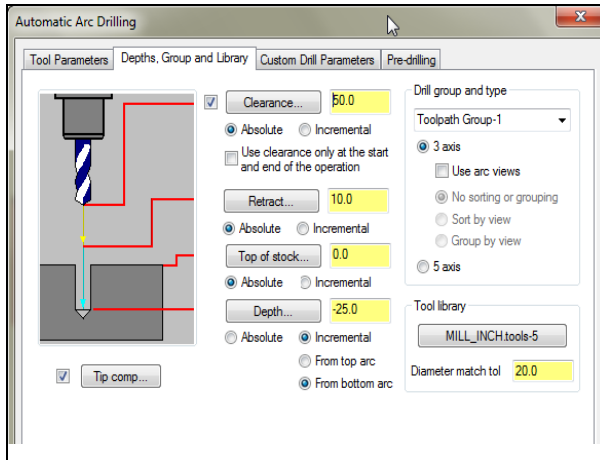 Automatic Arc Drilling
x
Tool Parameters Depths, Group and Library Custom Drill Parameters Pre-drilling
Clearance... 50.0
Absolute Incremental
Use clearance only at the start
and end of the operation
Retract... 10.0
Absolute Incremental
Top of stock... 0.0
Absolute Incremental
Depth... -25.0
Absolute Incremental
From top arc
From bottom arc
Tip comp...
Drill group and type
Toolpath Group-1
3 axis
Use arc views
No sorting or grouping
Sort by view
Group by view
5 axis
Tool library
MILL_INCH.tools-5
Diameter match tol 20.0